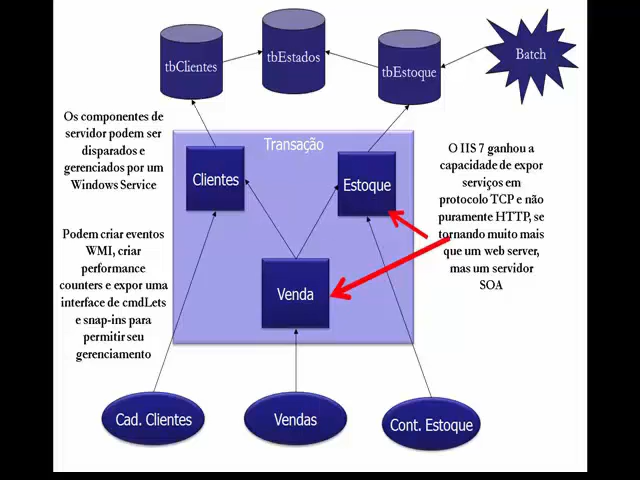 tbClientes
tbEstados
tbEstoque
Batch
Os componentes de
servidor podem ser
disparados e
gerenciados por um
Windows Service
Transação
Clientes
Estoque
O IIS 7 ganhou a
capacidade de expor
serviços em
protocolo TCP e não
puramente HTTP, se
tornando muito mais
que um web server,
mas um servidor
SOA
Podem criar eventos
WMI, criar
performance
counters e expor uma
interface de cmdLets
e snap-ins para
permitir seu
gerenciamento
Venda
Cad. Clientes
Vendas
Cont. Estoque